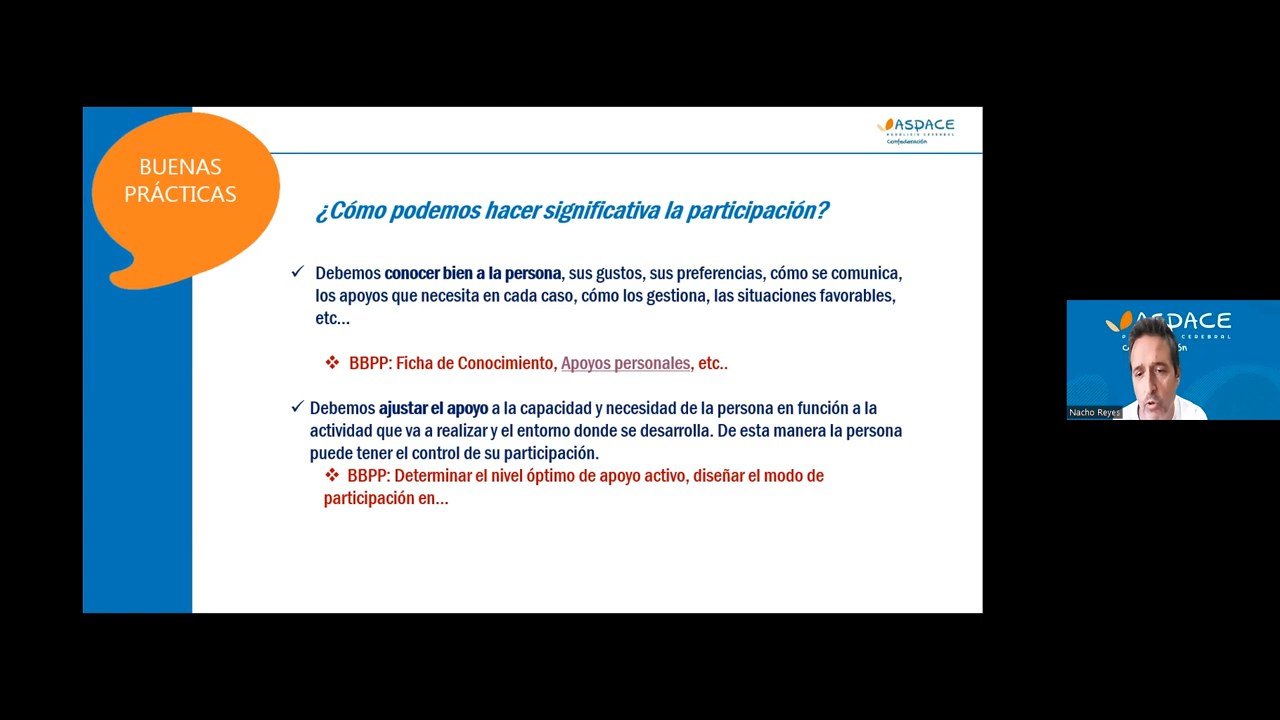 BUENAS
PRÁCTICAS
ASPACE
PARÁLISIS CEREBRAL
Confederación
¿Cómo podemos hacer significativa la participación?
✓ Debemos conocer bien a la persona, sus gustos, sus preferencias, cómo se comunica,
los apoyos que necesita en cada caso, cómo los gestiona, las situaciones favorables,
etc...
❖ BBPP: Ficha de Conocimiento, Apoyos personales, etc..
✓ Debemos ajustar el apoyo a la capacidad y necesidad de la persona en función a la
actividad que va a realizar y el entorno donde se desarrolla. De esta manera la persona
puede tener el control de su participación.
❖ BBPP: Determinar el nivel óptimo de apoyo activo, diseñar el modo de
participación en...
ASPACE
CEREBRAL
Nacho Reyes